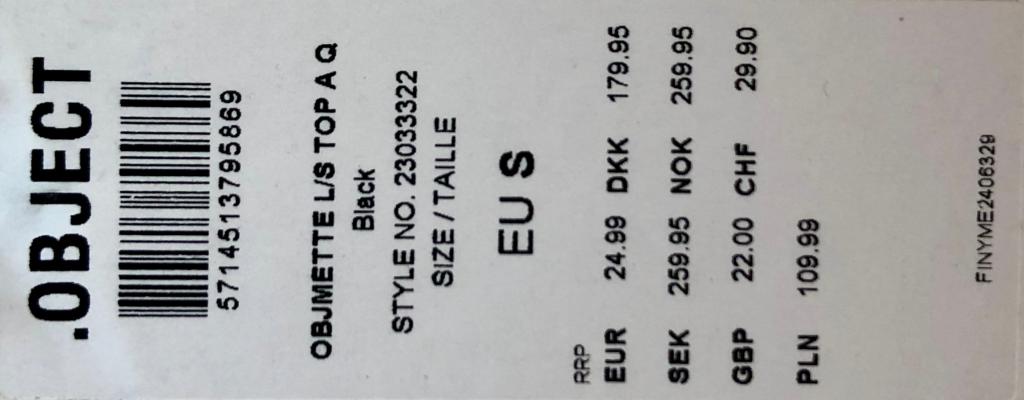 .OBJECT
5714513795869
OBJMETTE L/S TOP A Q
Black
STYLE NO. 23033322
SIZE / TAILLE
EU S
RRP
EUR 24.99 DKK 179.95
SEK 259.95 NOK 259.95
GBP 22.00 CHF 29.90
PLN 109.99
FINYME2406329